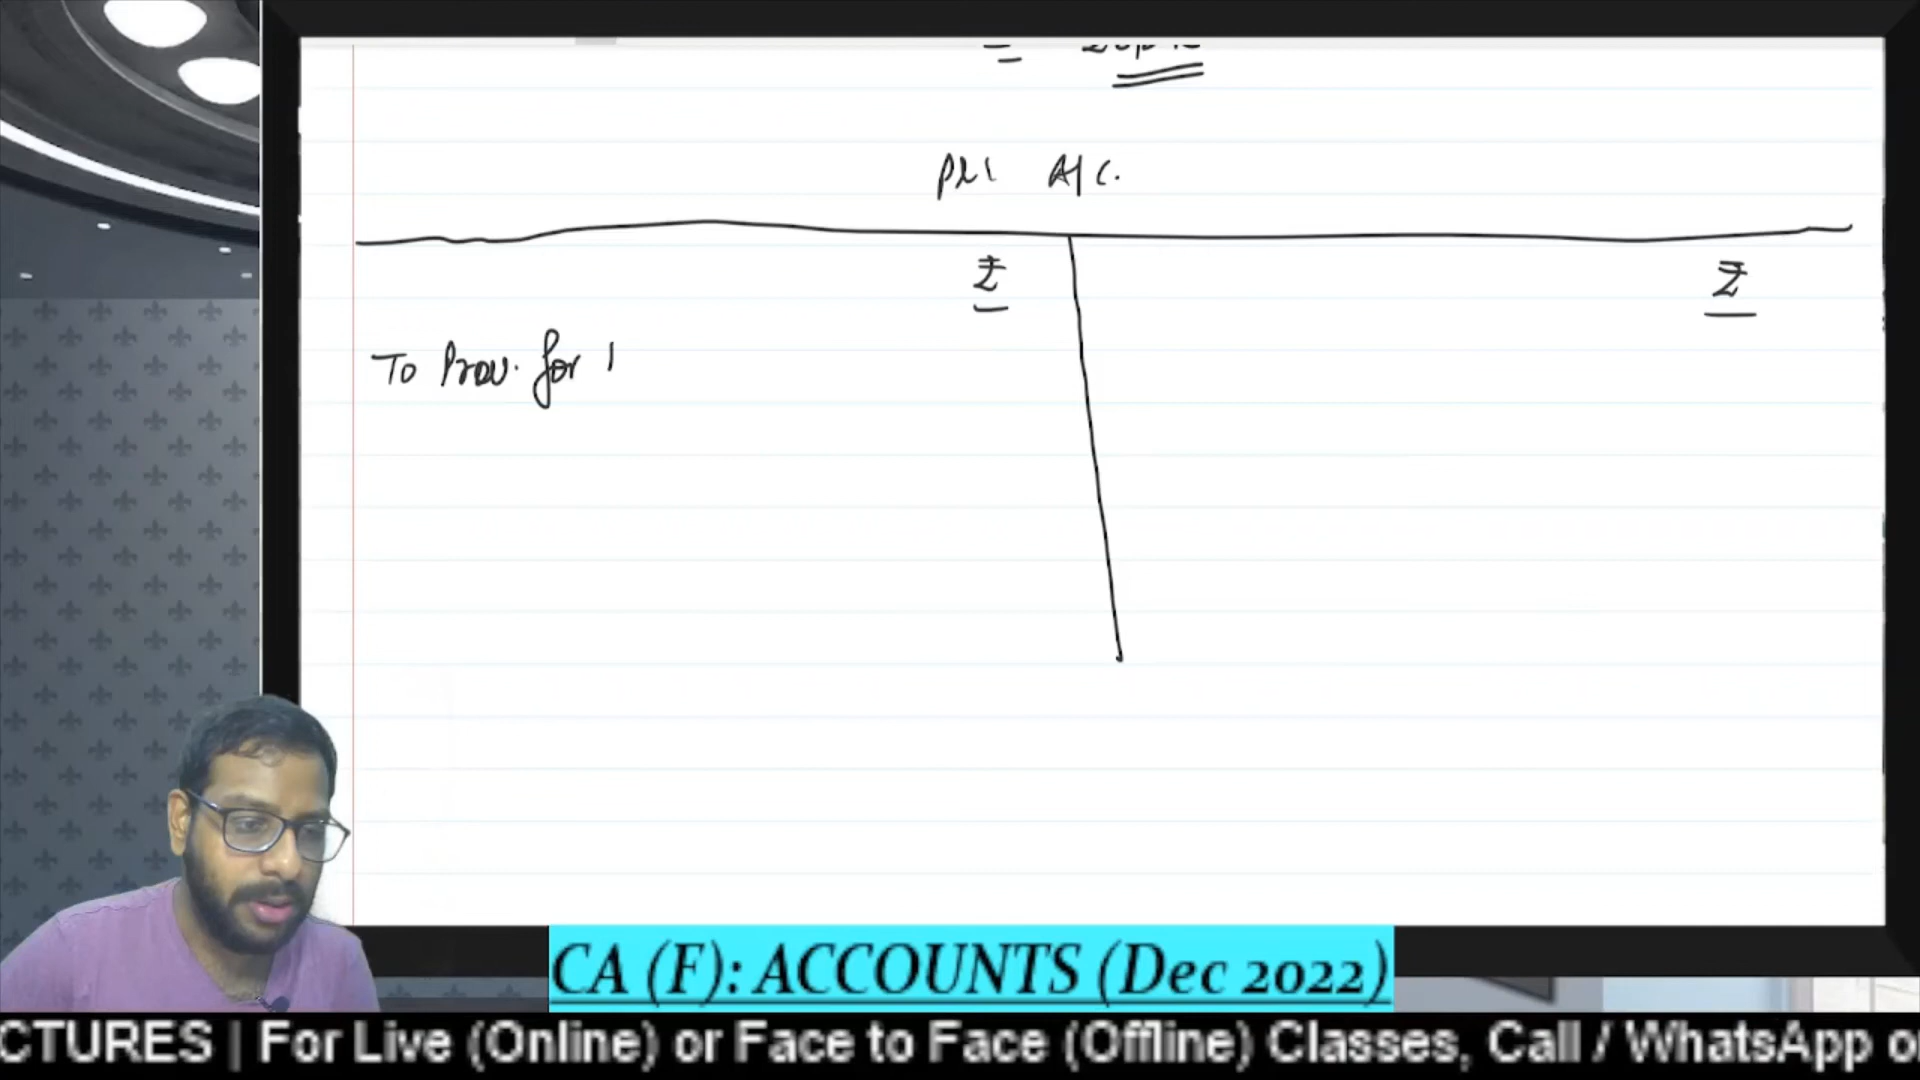 P&L A/C.
₹ ₹
To Prov. for
CA (F): ACCOUNTS (Dec 2022)
CTURES | For Live (Online) or Face to Face (Offline) Classes, Call / WhatsApp o